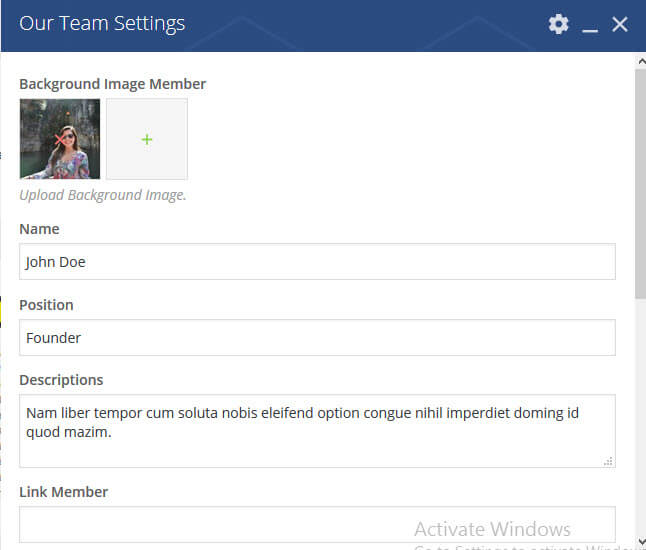 Our Team Settings
Background Image Member
Upload Background Image.
Name
John Doe
Position
Founder
Descriptions
Nam liber tempor cum soluta nobis eleifend option congue nihil imperdiet doming id
quod mazim.
Link Member
Activate Windows
Go to Settings to activate Windows